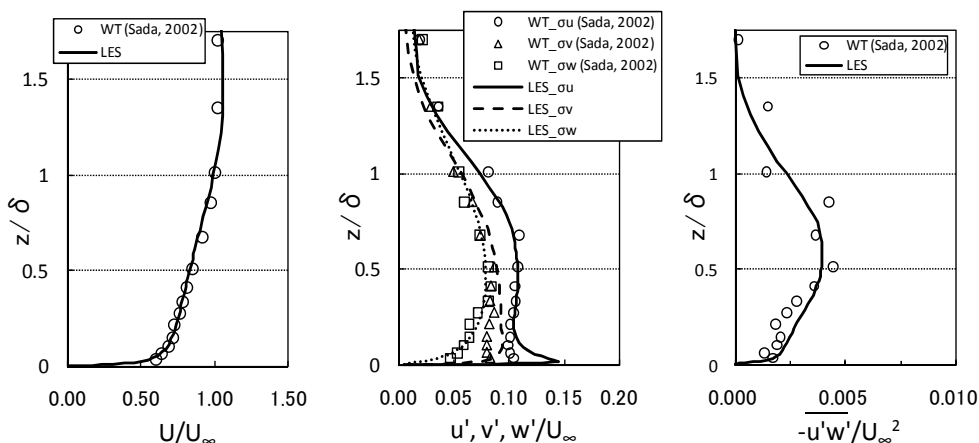 WT (Sada, 2002)
LES
1.5
1
0.5
0
0.00 0.50 1.00 1.50
z/δ
U/U∞
WT_σu (Sada, 2002)
WT_σv (Sada, 2002)
WT_σw (Sada, 2002)
LES_σu
LES_σv
LES_σw
1.5
1
0.5
0
0.00 0.05 0.10 0.15 0.20
z/δ
u', v', w'/U∞
WT (Sada, 2002)
LES
1.5
1
0.5
0
0.000 0.005 0.010
z/δ
-u'w'/U∞²